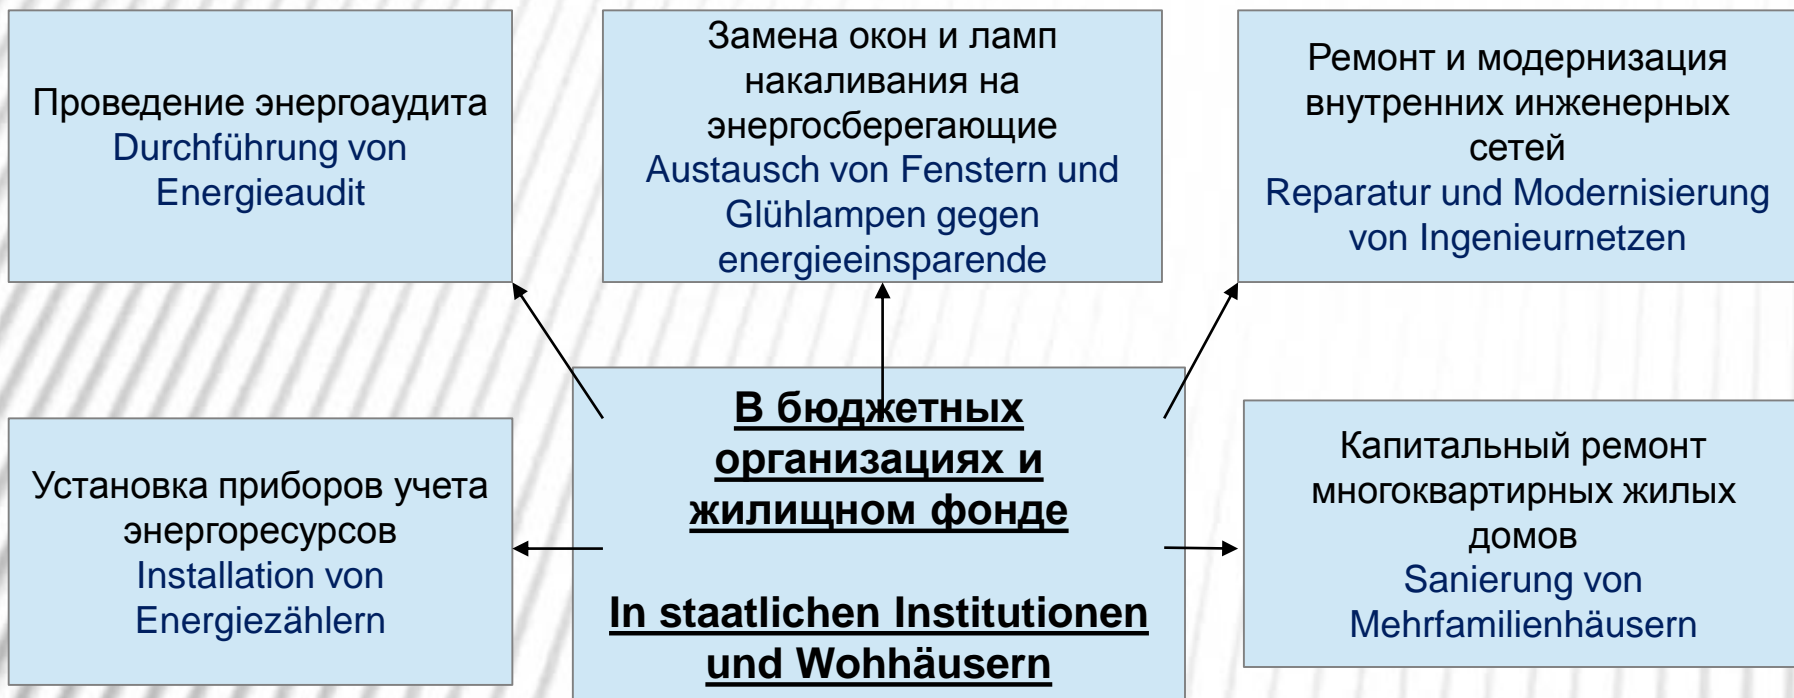 Проведение энергоаудита
Durchführung von
Energieaudit
Замена окон и ламп
накаливания на
энергосберегающие
Austausch von Fenstern und
Glühlampen gegen
energieeinsparende
Ремонт и модернизация
внутренних инженерных
сетей
Reparatur und Modernisierung
von Ingenieurnetzen
Установка приборов учета
энергоресурсов
Installation von
Energiezählern
В бюджетных
организациях и
жилищном фонде
In staatlichen Institutionen
und Wohhäusern
Капитальный ремонт
многоквартирных жилых
домов
Sanierung von
Mehrfamilienhäusern